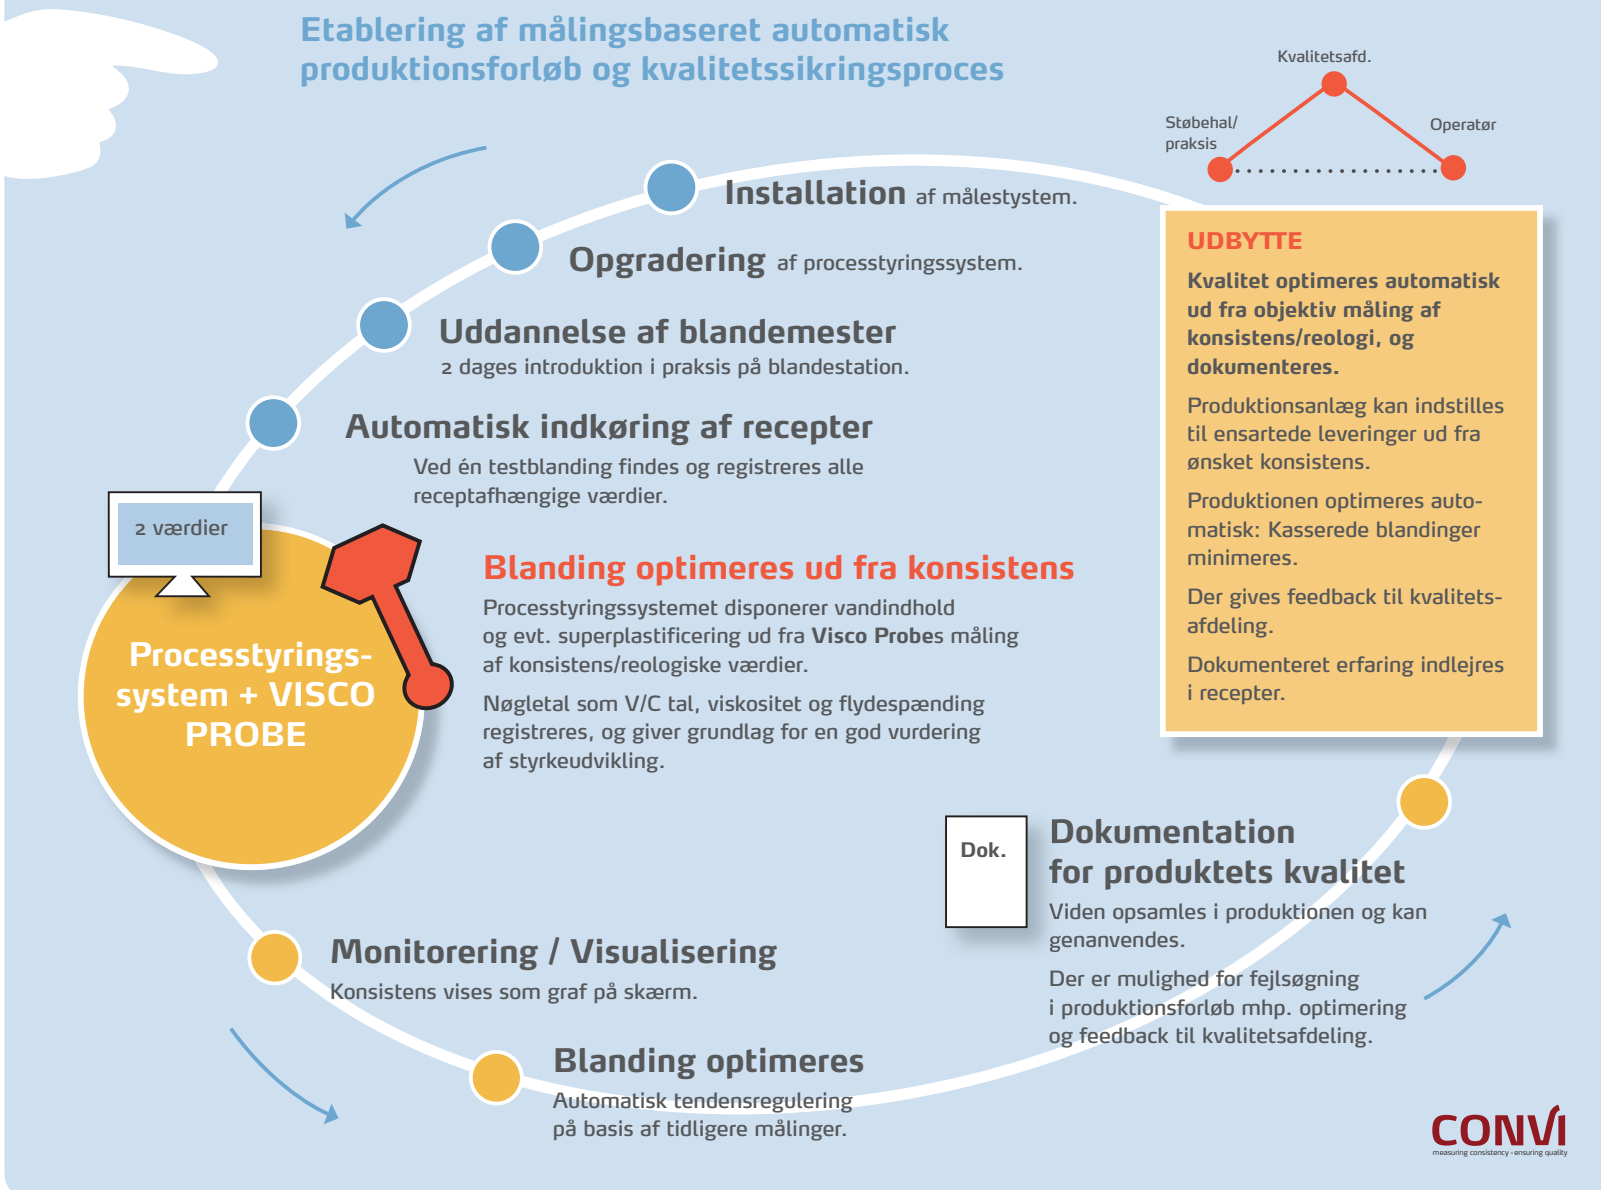 Etablering af målingsbaseret automatisk
produktionsforløb og kvalitetssikringsproces
Kvalitetsafd.
Støbehal/
praksis
Operatør
Installation af målestystem.
Opgradering af processtyringssystem.
Uddannelse af blandemester
2 dages introduktion i praksis på blandestation.
Automatisk indkøring af recepter
Ved én testblanding findes og registreres alle
receptafhængige værdier.
2 værdier
Processtyrings-
system + VISCO
PROBE
Blanding optimeres ud fra konsistens
Processtyringssystemet disponerer vandindhold
og evt. superplastificering ud fra Visco Probes måling
af konsistens/reologiske værdier.
Nøgletal som V/C tal, viskositet og flydespænding
registreres, og giver grundlag for en god vurdering
af styrkeudvikling.
UDBYTTE
Kvalitet optimeres automatisk
ud fra objektiv måling af
konsistens/reologi, og
dokumenteres.
Produktionsanlæg kan indstilles
til ensartede leveringer ud fra
ønsket konsistens.
Produktionen optimeres auto-
matisk: Kasserede blandinger
minimeres.
Der gives feedback til kvalitets-
afdeling.
Dokumenteret erfaring indlejres
i recepter.
Monitorering / Visualisering
Konsistens vises som graf på skærm.
Blanding optimeres
Automatisk tendensregulering
på basis af tidligere målinger.
Dok.
Dokumentation
for produktets kvalitet
Viden opsamles i produktionen og kan
genanvendes.
Der er mulighed for fejlsøgning
i produktionsforløb mhp. optimering
og feedback til kvalitetsafdeling.
CONVI
measuring consistency - ensuring quality